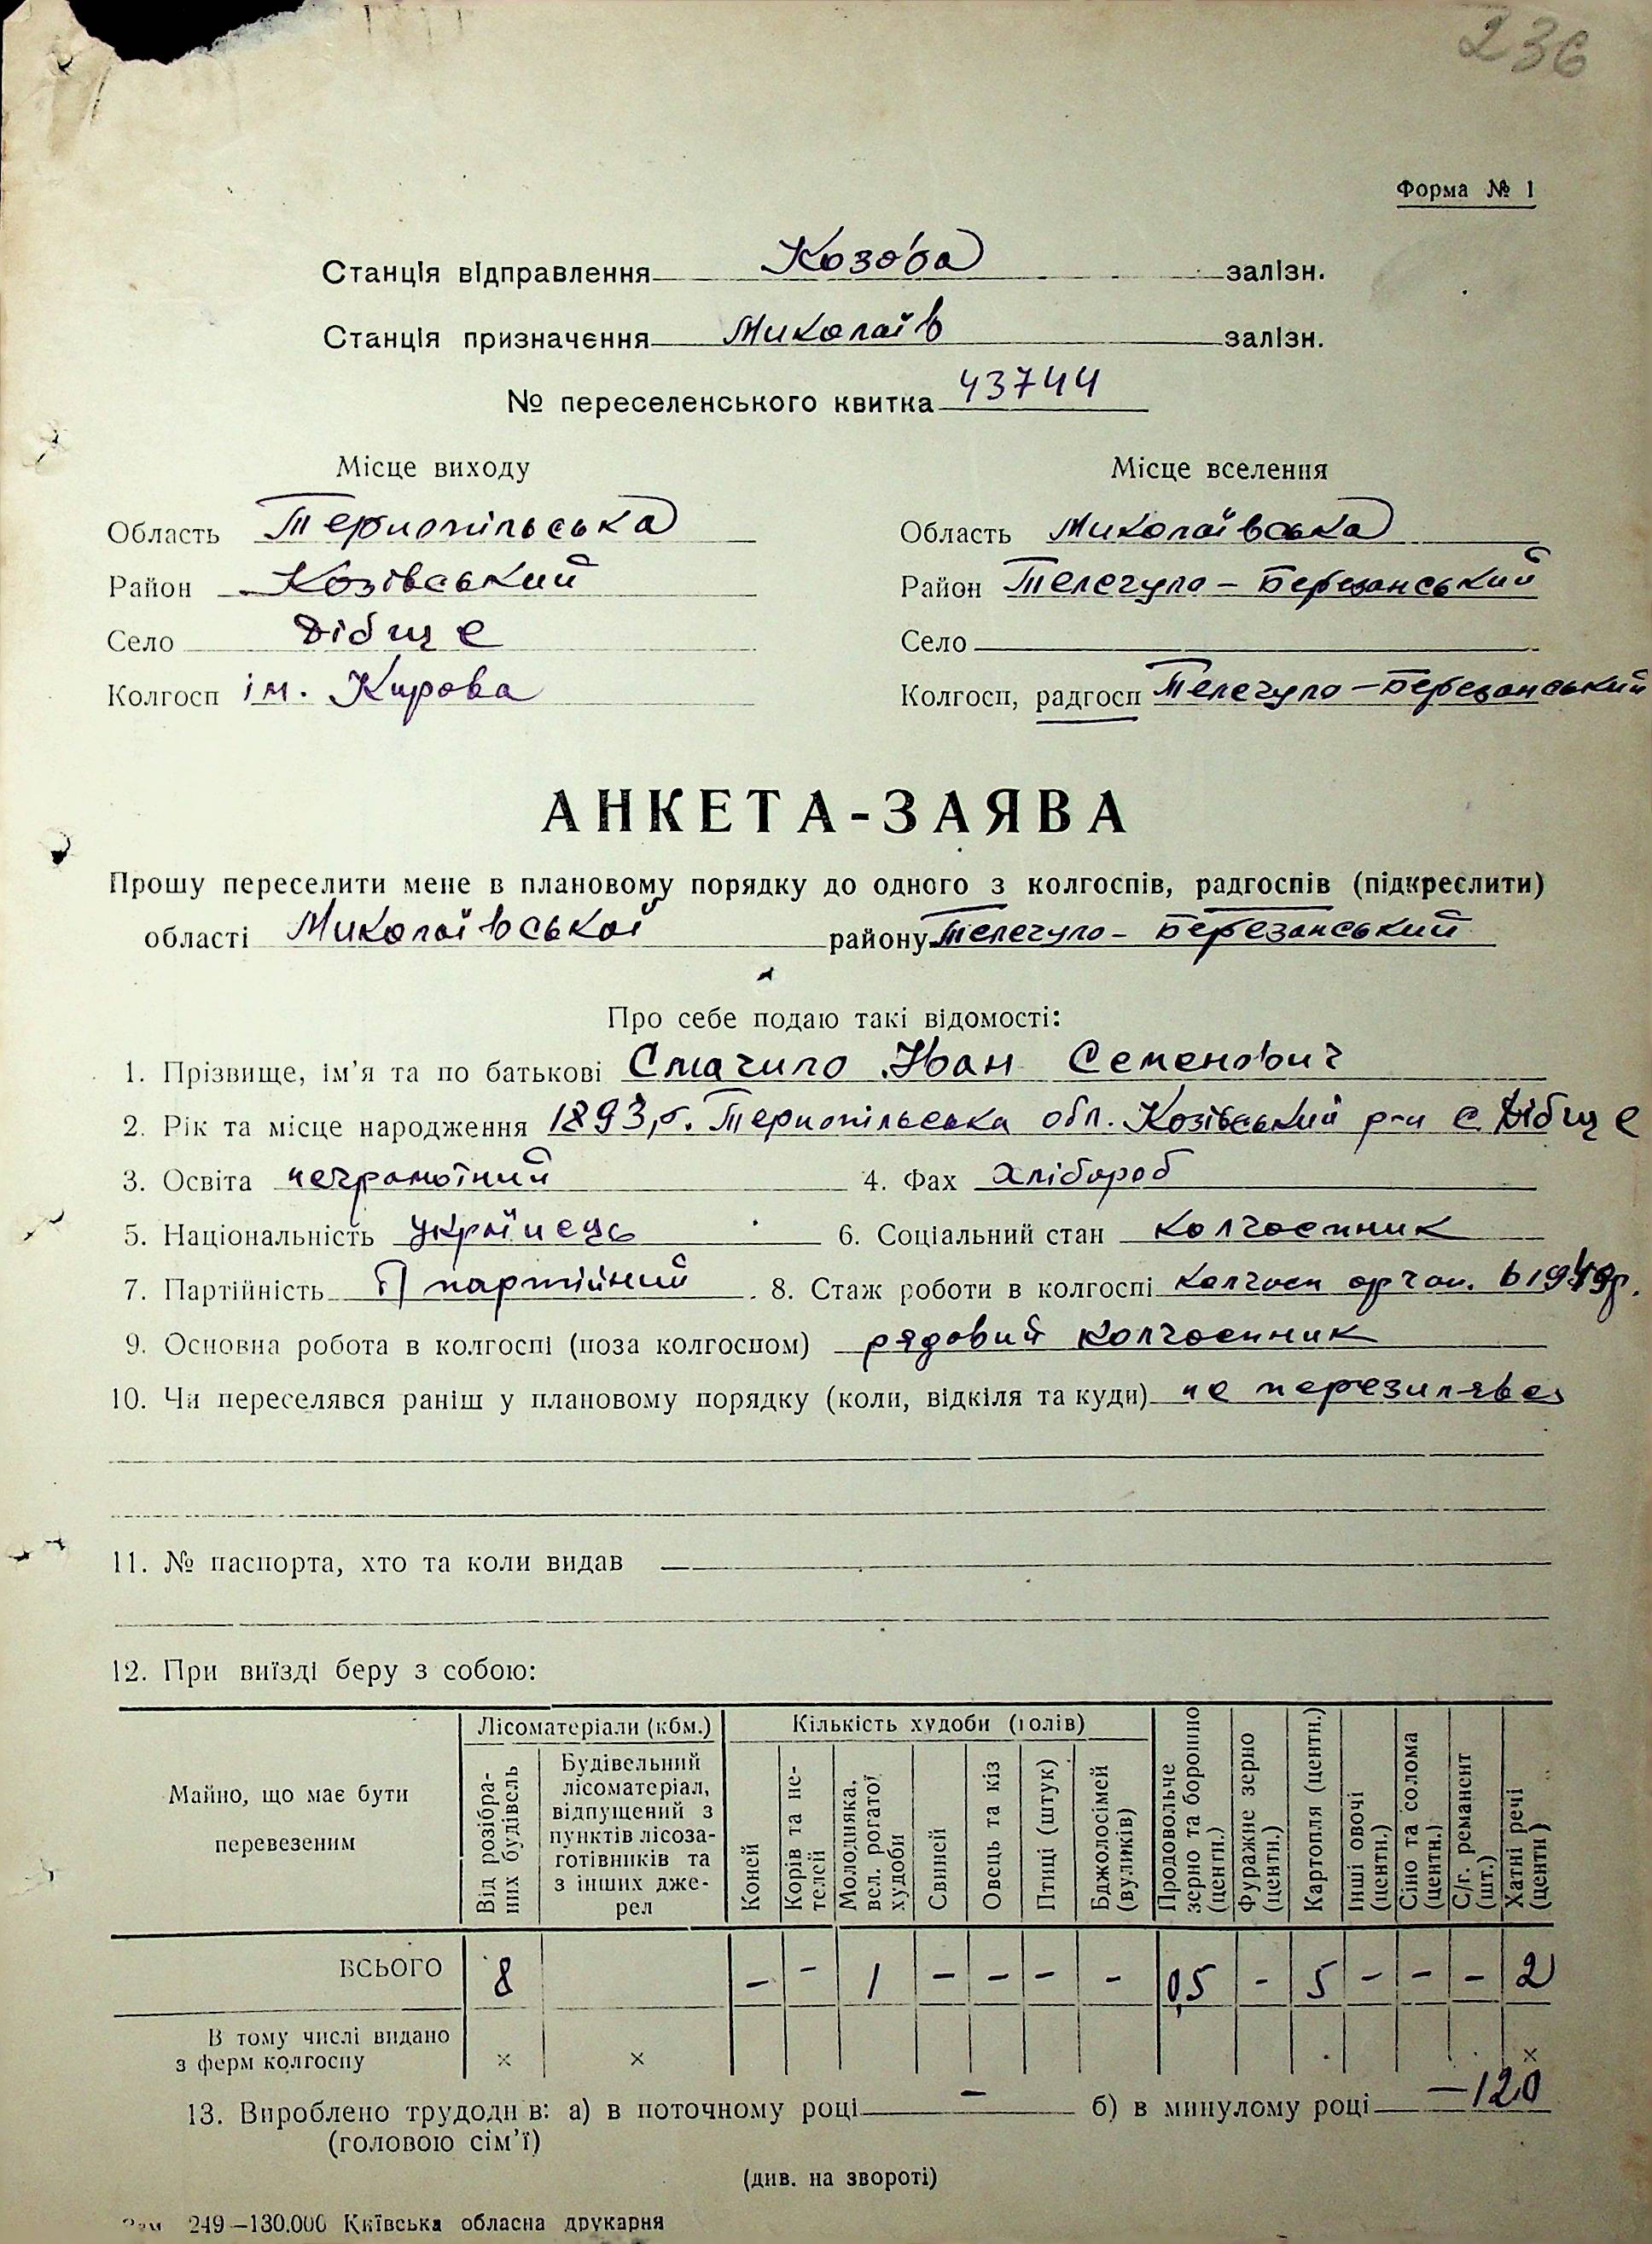 236
Форма № 1
Станція відправлення Козова залізн.
Станція призначення Миколаїв залізн.
№ переселенського квитка 43744
Місце виходу Місце вселення
Область Тернопільська Область Миколаївська
Район Козівський Район Телегуло-Березанський
Село Дібще Село
Колгосп ім. Кирова Колгосп, радгосп Телегуло-Березанський
АНКЕТА-ЗАЯВА
Прошу переселити мене в плановому порядку до одного з колгоспів, радгоспів (підкреслити)
області Миколаївської району Телегуло-Березанський
Про себе подаю такі відомості:
1. Прізвище, ім'я та по батькові Смачило Іван Семенович
2. Рік та місце народження 1893 р. Тернопільська обл. Козівський р-н с. Дібще
3. Освіта неграмотний 4. Фах хлібороб
5. Національність українець 6. Соціальний стан колгоспник
7. Партійність Б/партійний 8. Стаж роботи в колгоспі колгосп орган. в 1949р.
9. Основна робота в колгоспі (поза колгоспом) рядовий колгоспник
10. Чи переселявся раніш у плановому порядку (коли, відкіля та куди) не перезилявся
11. № паспорта, хто та коли видав —
12. При виїзді беру з собою:
Майно, що має бути перевезеним
Лісоматеріали (кбм.) Кількість худоби (голів)
Від розібраних будівель
Будівельний лісоматеріал, відпущений з пунктів лісозаготівників та з інших джерел
Коней
Корів та нетелей
Молодняка, вел. рогатої худоби
Свиней
Овець та кіз
Птиці (штук)
Бджолосімей (вуликів)
Продовольче зерно та борошно (центн.)
Фуражне зерно (центн.)
Картопля (центн.)
Інші овочі (центн.)
Сіно та солома (центн.)
С/г. реманент (шт.)
Хатні речі (центн)
ВСЬОГО 8 - - 1 - - - - 0,5 - 5 - - - 2
В тому числі видано
з ферм колгоспу × × ×
13. Вироблено трудоднів: а) в поточному році — б) в минулому році —120
(головою сім'ї)
(див. на звороті)
Зам 249—130.000 Київська обласна друкарня